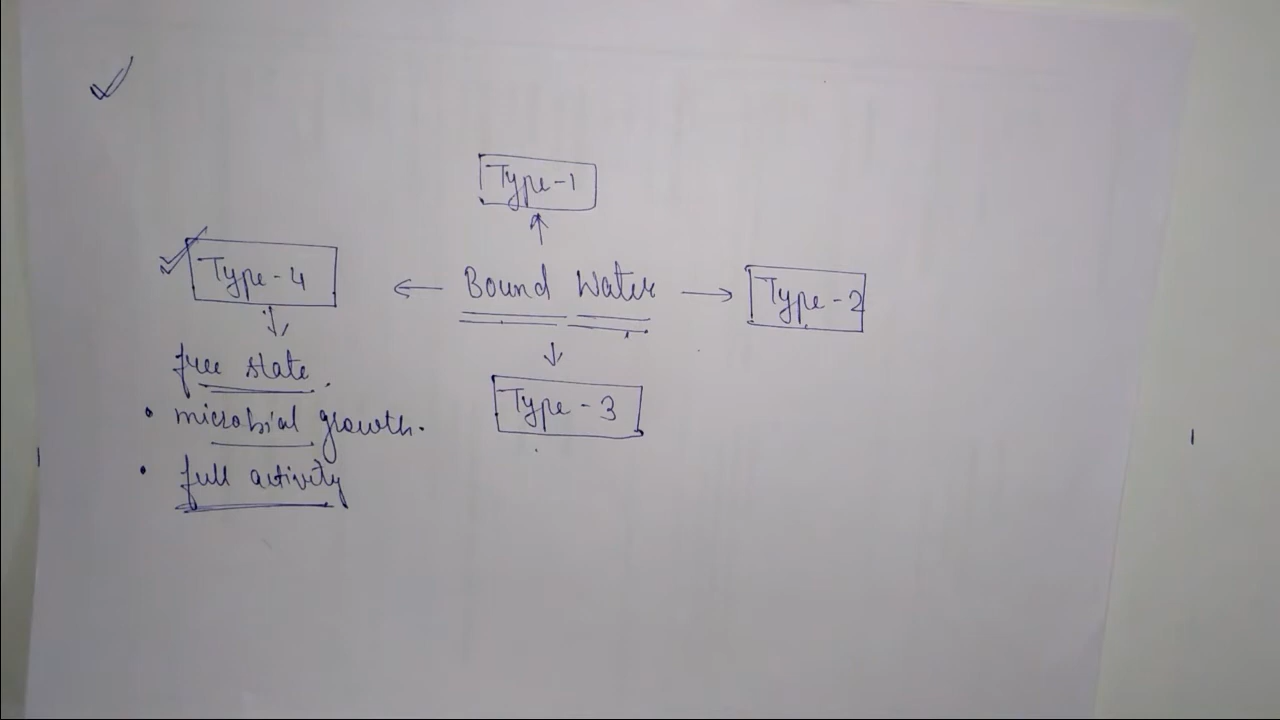 Type-1
Type-4
Bound Water
Type-2
free state.
Type-3
• microbial growth.
• full activity